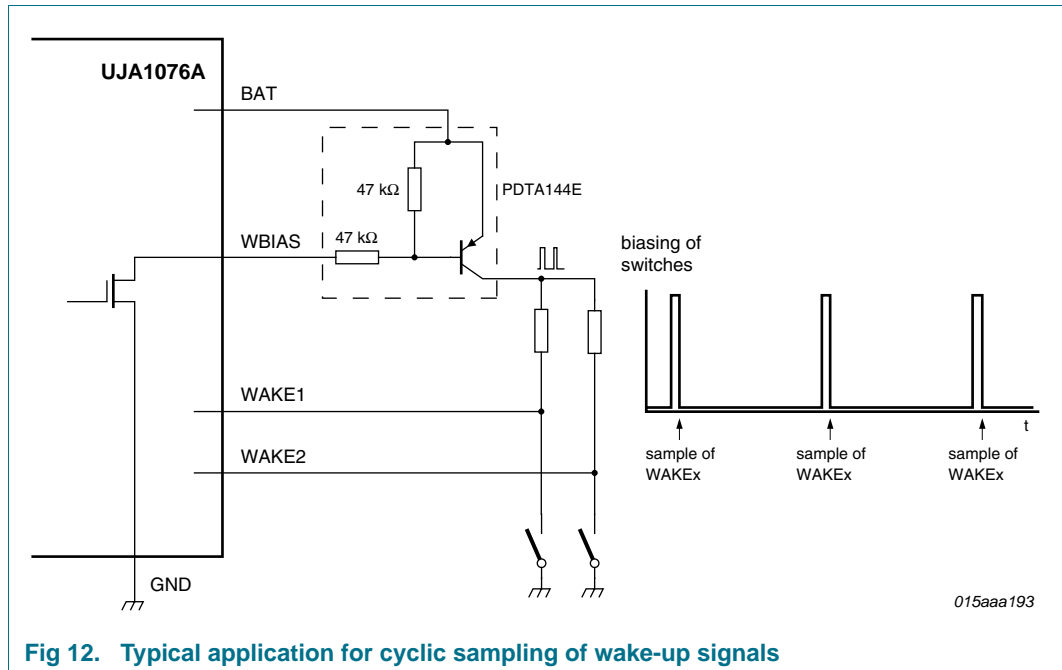 UJA1076A
BAT
47 kΩ
PDTA144E
WBIAS
47 kΩ
biasing of
switches
WAKE1
WAKE2
t
sample of
WAKEx
sample of
WAKEx
sample of
WAKEx
GND
015aaa193
Fig 12. Typical application for cyclic sampling of wake-up signals